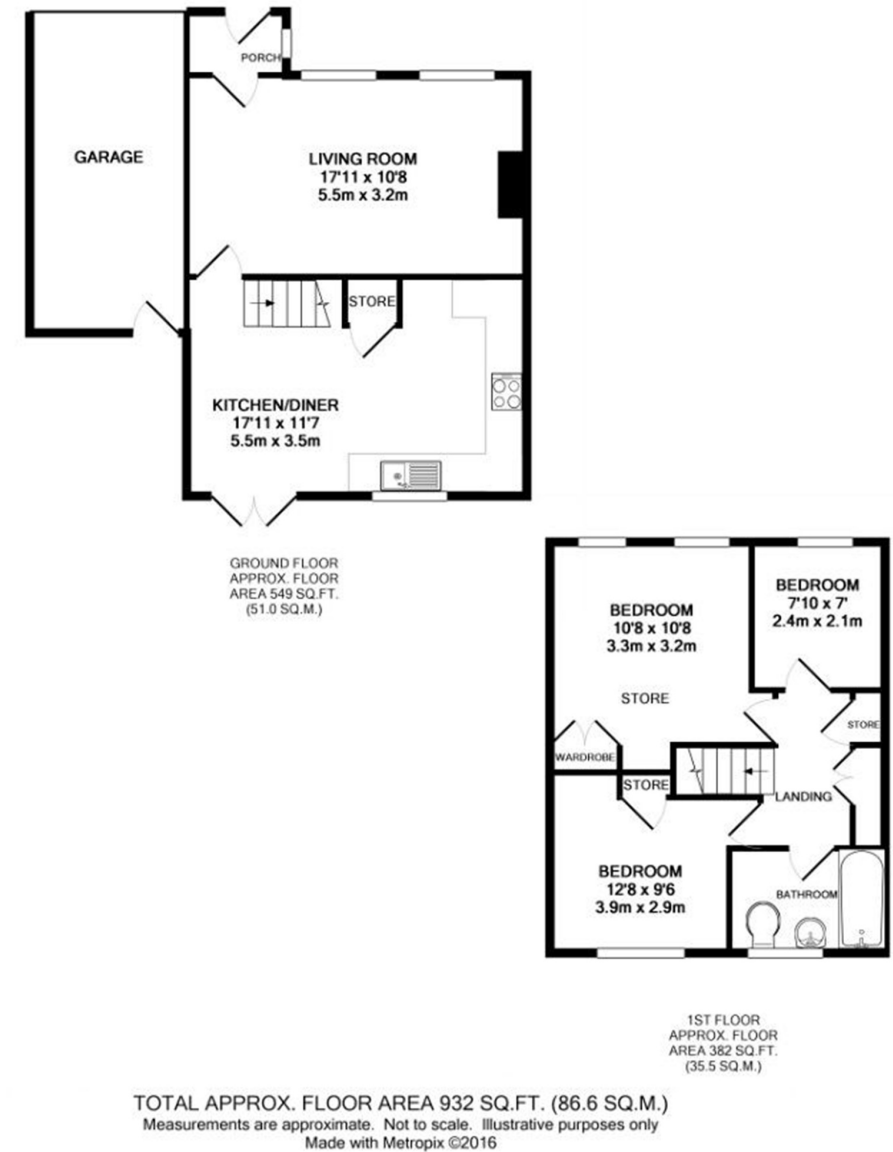 PORCH
GARAGE
LIVING ROOM
17'11 x 10'8
5.5m x 3.2m
STORE
KITCHEN/DINER
17'11 x 11'7
5.5m x 3.5m
GROUND FLOOR
APPROX. FLOOR
AREA 549 SQ.FT.
(51.0 SQ.M.)
BEDROOM
10'8 x 10'8
3.3m x 3.2m
BEDROOM
7'10 x 7'
2.4m x 2.1m
STORE
STORE
WARDROBE
STORE
LANDING
BEDROOM
12'8 x 9'6
3.9m x 2.9m
BATHROOM
1ST FLOOR
APPROX. FLOOR
AREA 382 SQ.FT.
(35.5 SQ.M.)
TOTAL APPROX. FLOOR AREA 932 SQ.FT. (86.6 SQ.M.)
Measurements are approximate. Not to scale. Illustrative purposes only
Made with Metropix ©2016